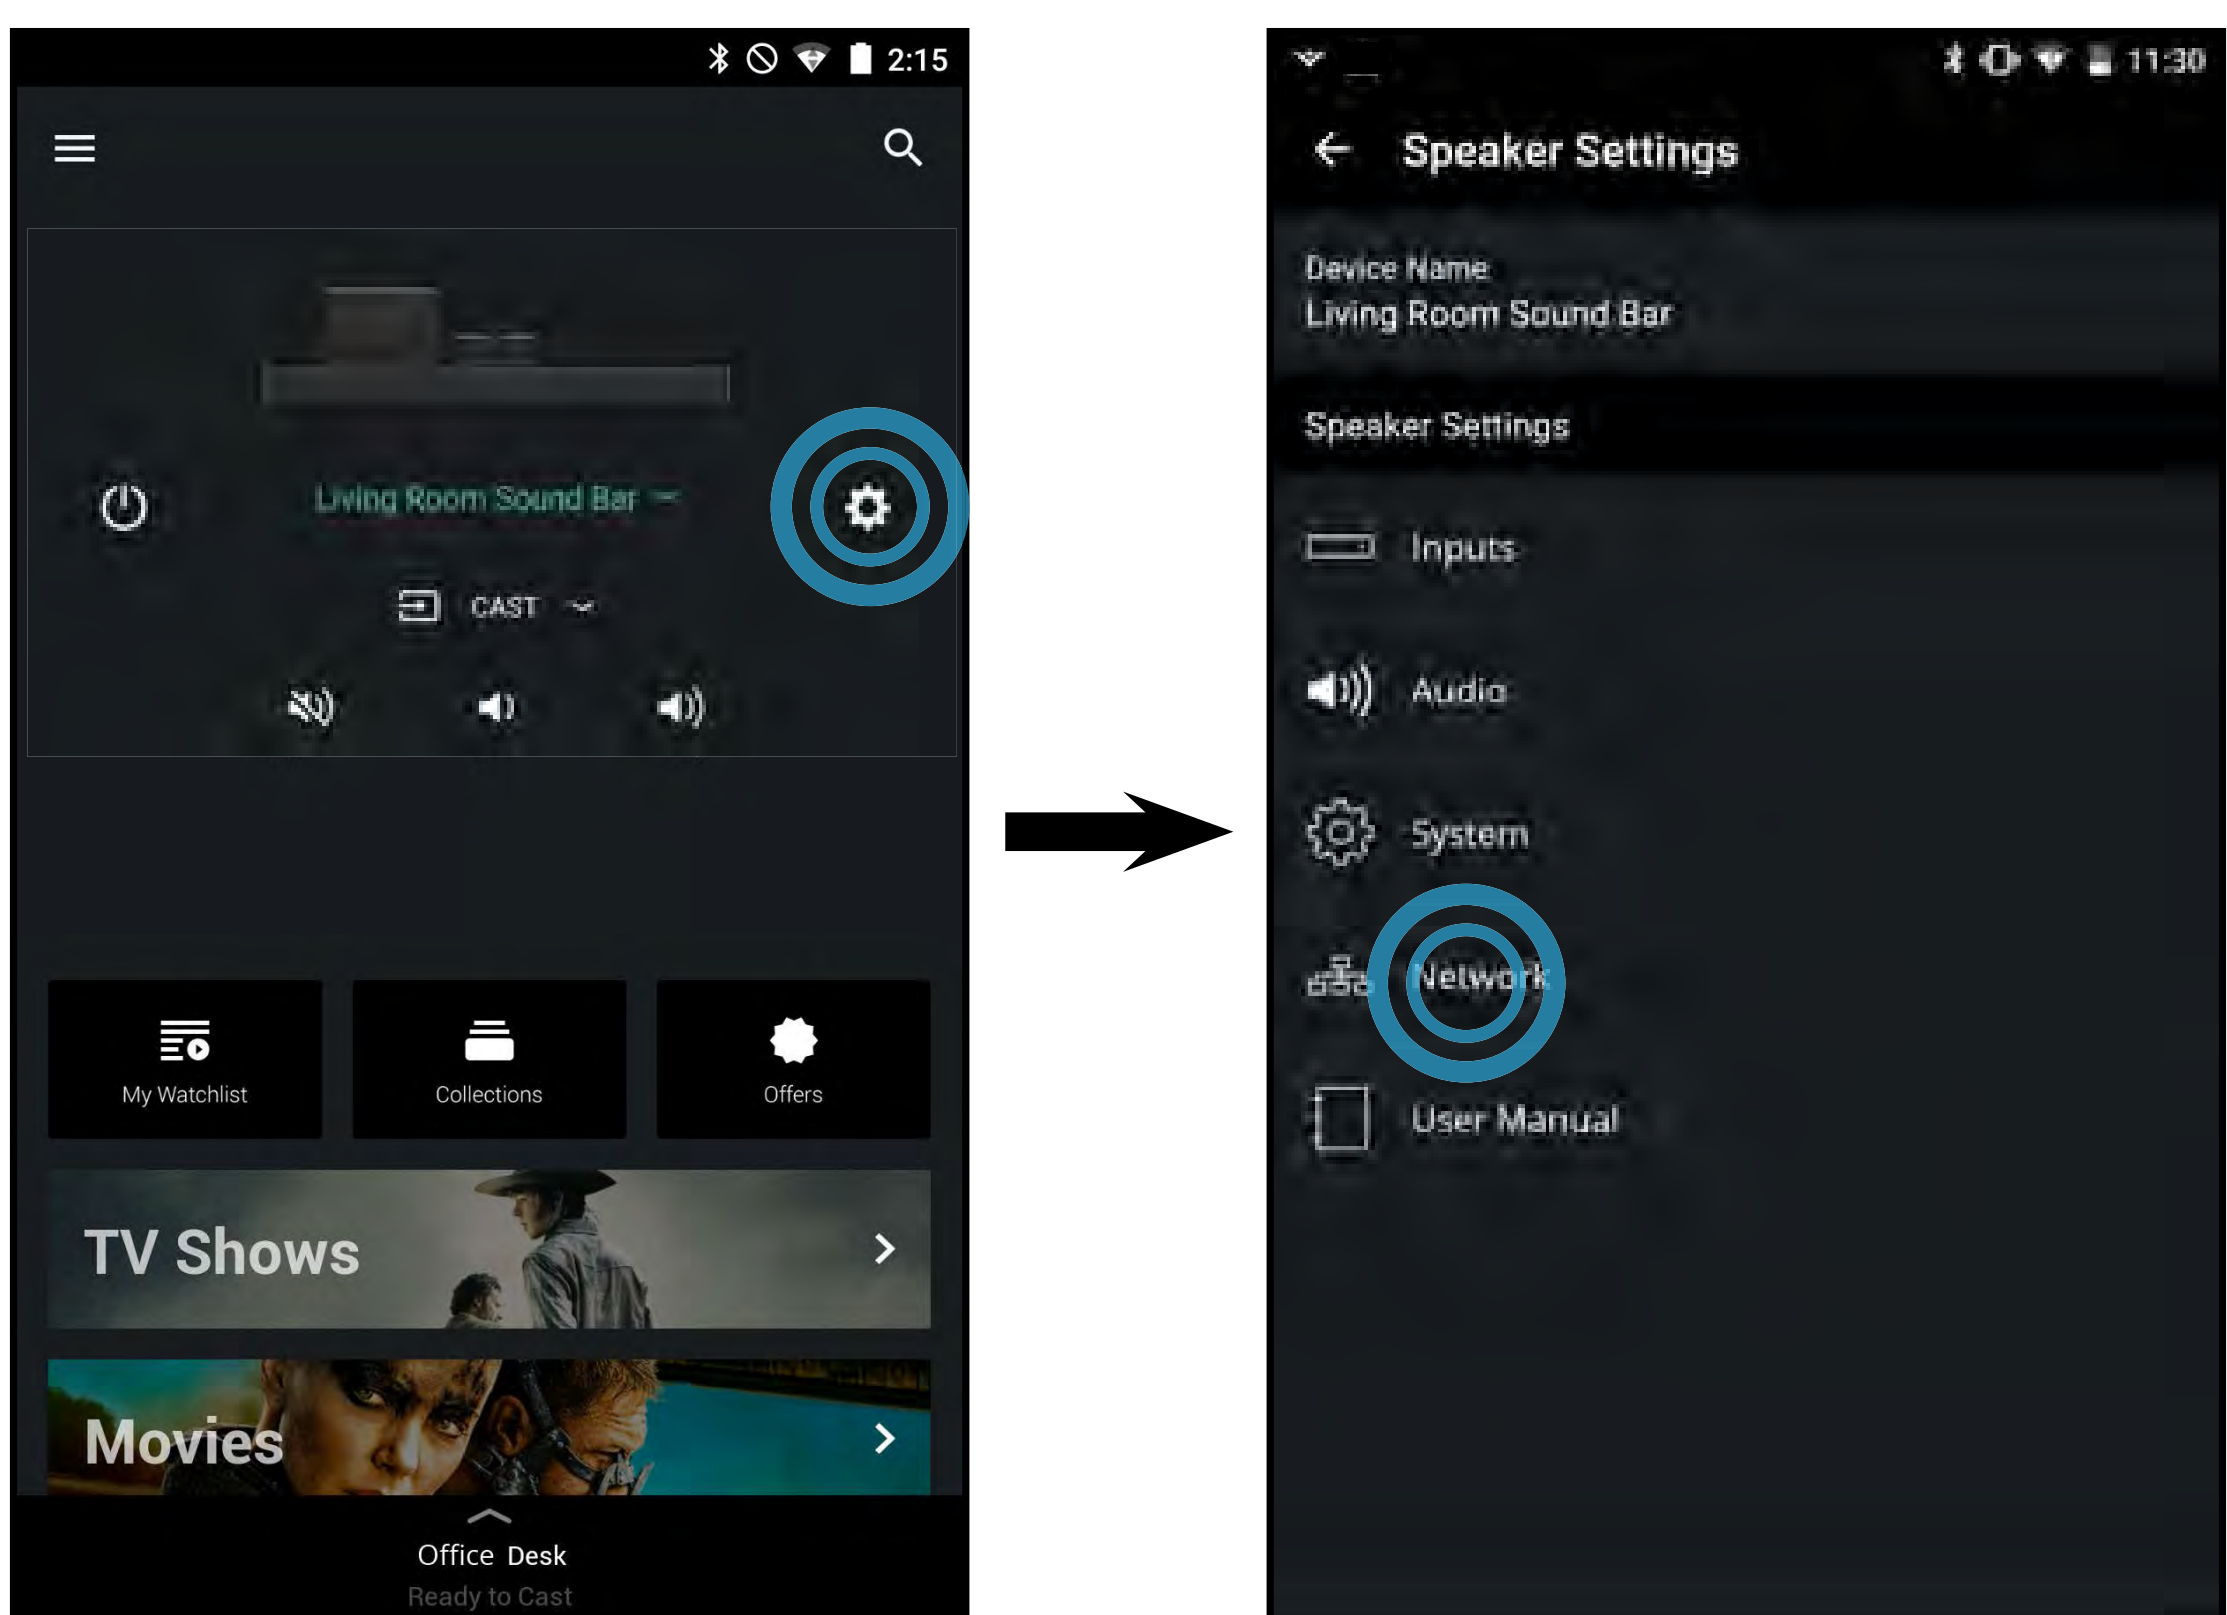 2:15
Living Room Sound Bar
CAST
My Watchlist
Collections
Offers
TV Shows
Movies
Office Desk
Ready to Cast
11:30
Speaker Settings
Device Name
Living Room Sound Bar
Speaker Settings
Inputs
Audio
System
Network
User Manual